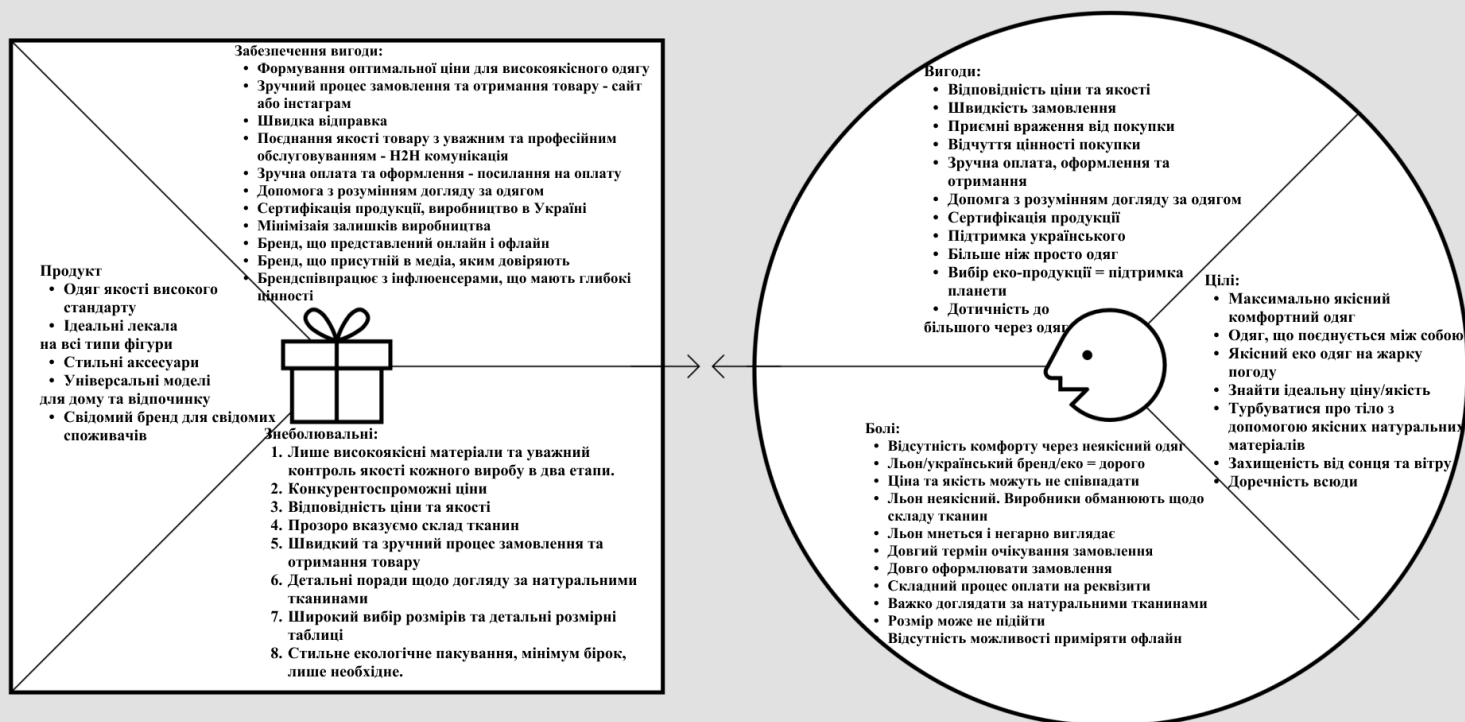 Забезпечення вигоди:
• Формування оптимальної ціни для високоякісного одягу
• Зручний процес замовлення та отримання товару - сайт
або інстаграм
• Швидка відправка
• Поєднання якості товару з уважним та професійним
обслуговуванням - H2H комунікація
• Зручна оплата та оформлення - посилання на оплату
• Допомога з розумінням догляду за одягом
• Сертифікація продукції, виробництво в Україні
• Мінімізаія залишків виробництва
• Бренд, що представлений онлайн і офлайн
• Бренд, що присутній в медіа, яким довіряють
• Брендспівпрацює з інфлюенсерами, що мають глибокі
цінності
Продукт
• Одяг якості високого
стандарту
• Ідеальні лекала
на всі типи фігури
• Стильні аксесуари
• Універсальні моделі
для дому та відпочинку
• Свідомий бренд для свідомих
споживачів
Знеболювальні:
1. Лише високоякісні матеріали та уважний
контроль якості кожного виробу в два етапи.
2. Конкурентоспроможні ціни
3. Відповідність ціни та якості
4. Прозоро вказуємо склад тканин
5. Швидкий та зручний процес замовлення та
отримання товару
6. Детальні поради щодо догляду за натуральними
тканинами
7. Широкий вибір розмірів та детальні розмірні
таблиці
8. Стильне екологічне пакування, мінімум бірок,
лише необхідне.
Вигоди:
• Відповідність ціни та якості
• Швидкість замовлення
• Приємні враження від покупки
• Відчуття цінності покупки
• Зручна оплата, оформлення та
отримання
• Допомга з розумінням догляду за одягом
• Сертифікація продукції
• Підтримка українського
• Більше ніж просто одяг
• Вибір еко-продукції = підтримка
планети
• Дотичність до
більшого через одяг
Цілі:
• Максимально якісний
комфортний одяг
• Одяг, що поєднується між собою
• Якісний еко одяг на жарку
погоду
• Знайти ідеальну ціну/якість
• Турбуватися про тіло з
допомогою якісних натуральних
матеріалів
• Захищеність від сонця та вітру
• Доречність всюди
Болі:
• Відсутність комфорту через неякісний одяг
• Льон/український бренд/еко = дорого
• Ціна та якість можуть не співпадати
• Льон неякісний. Виробники обманюють щодо
складу тканин
• Льон мнеться і негарно виглядає
• Довгий термін очікування замовлення
• Довго оформлювати замовлення
• Складний процес оплати на реквізити
• Важко доглядати за натуральними тканинами
• Розмір може не підійти
Відсутність можливості приміряти офлайн